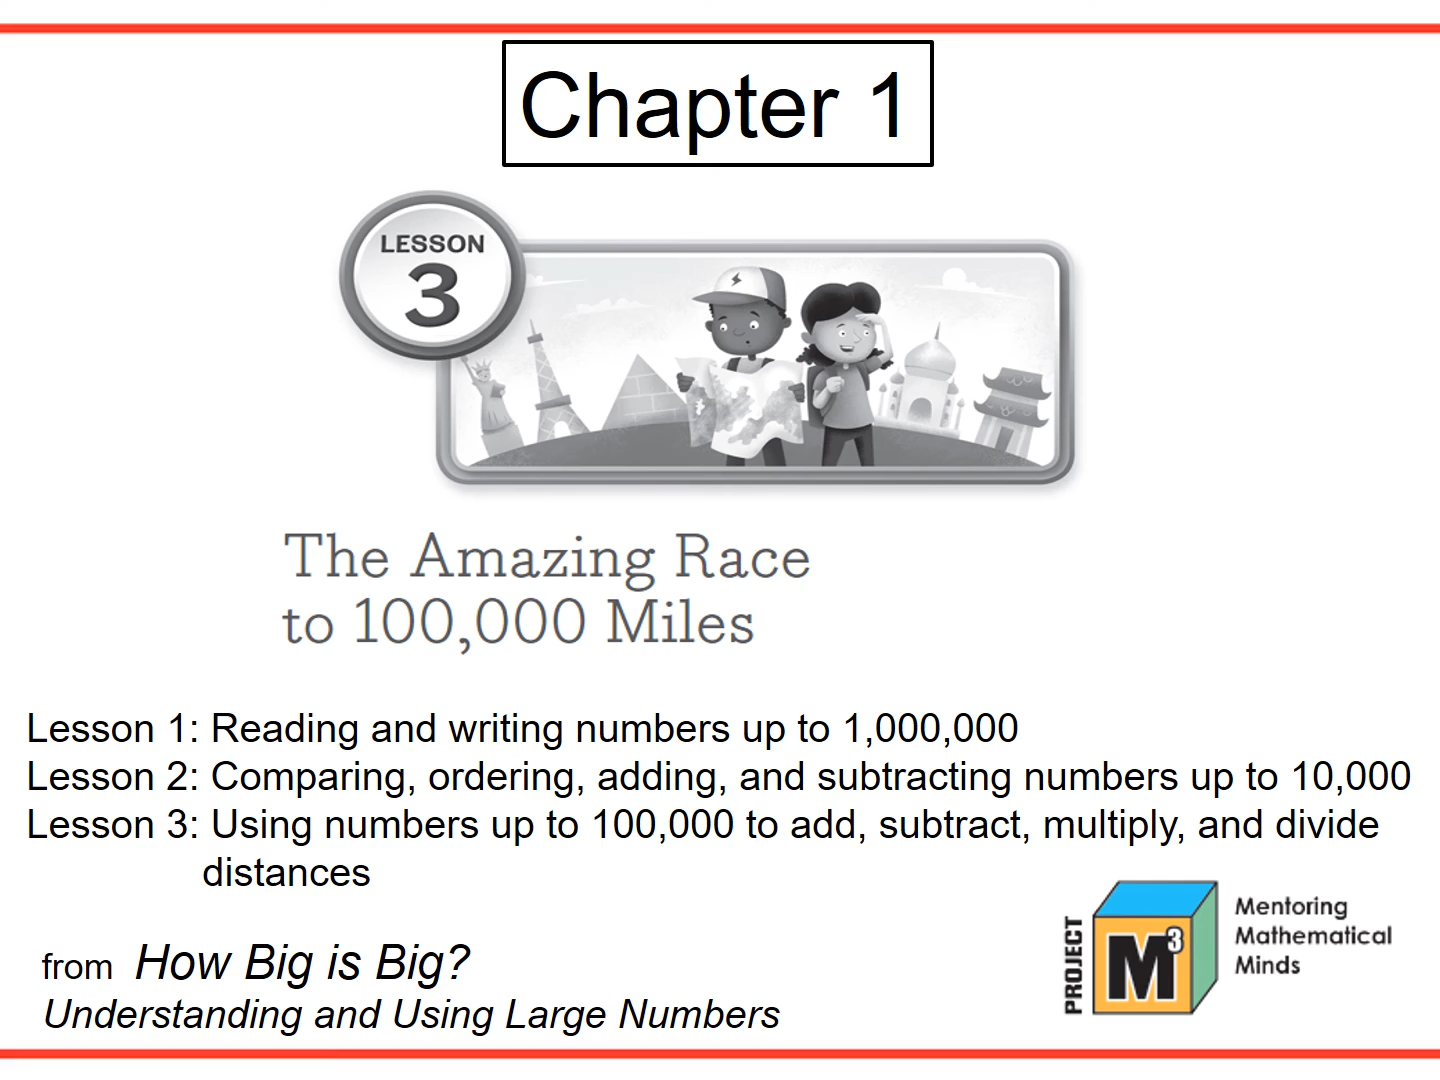 Chapter 1
LESSON
3
The Amazing Race
to 100,000 Miles
Lesson 1: Reading and writing numbers up to 1,000,000
Lesson 2: Comparing, ordering, adding, and subtracting numbers up to 10,000
Lesson 3: Using numbers up to 100,000 to add, subtract, multiply, and divide
distances
from How Big is Big?
Understanding and Using Large Numbers
PROJECT
M3
Mentoring
Mathematical
Minds